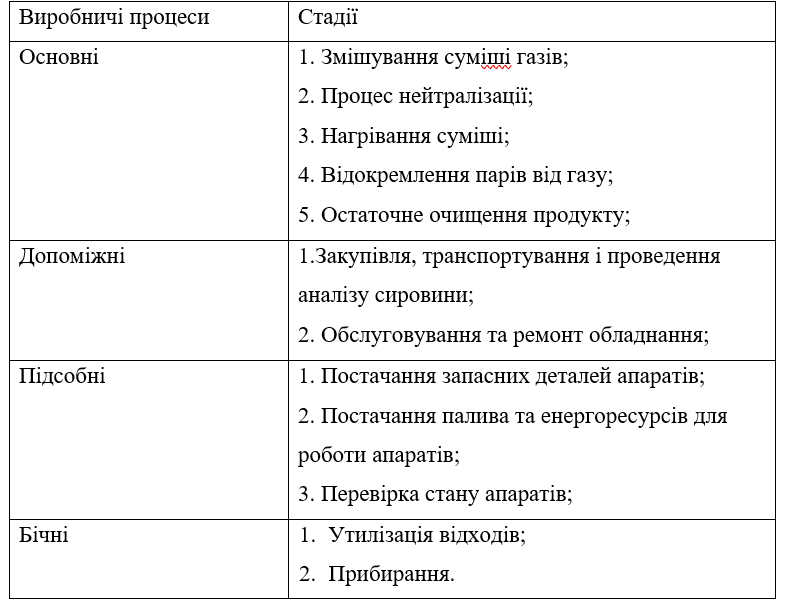 Виробничі процеси
Стадії
Основні
1. Змішування суміші газів;
2. Процес нейтралізації;
3. Нагрівання суміші;
4. Відокремлення парів від газу;
5. Остаточне очищення продукту;
Допоміжні
1.Закупівля, транспортування і проведення
аналізу сировини;
2. Обслуговування та ремонт обладнання;
Підсобні
1. Постачання запасних деталей апаратів;
2. Постачання палива та енергоресурсів для
роботи апаратів;
3. Перевірка стану апаратів;
Бічні
1. Утилізація відходів;
2. Прибирання.